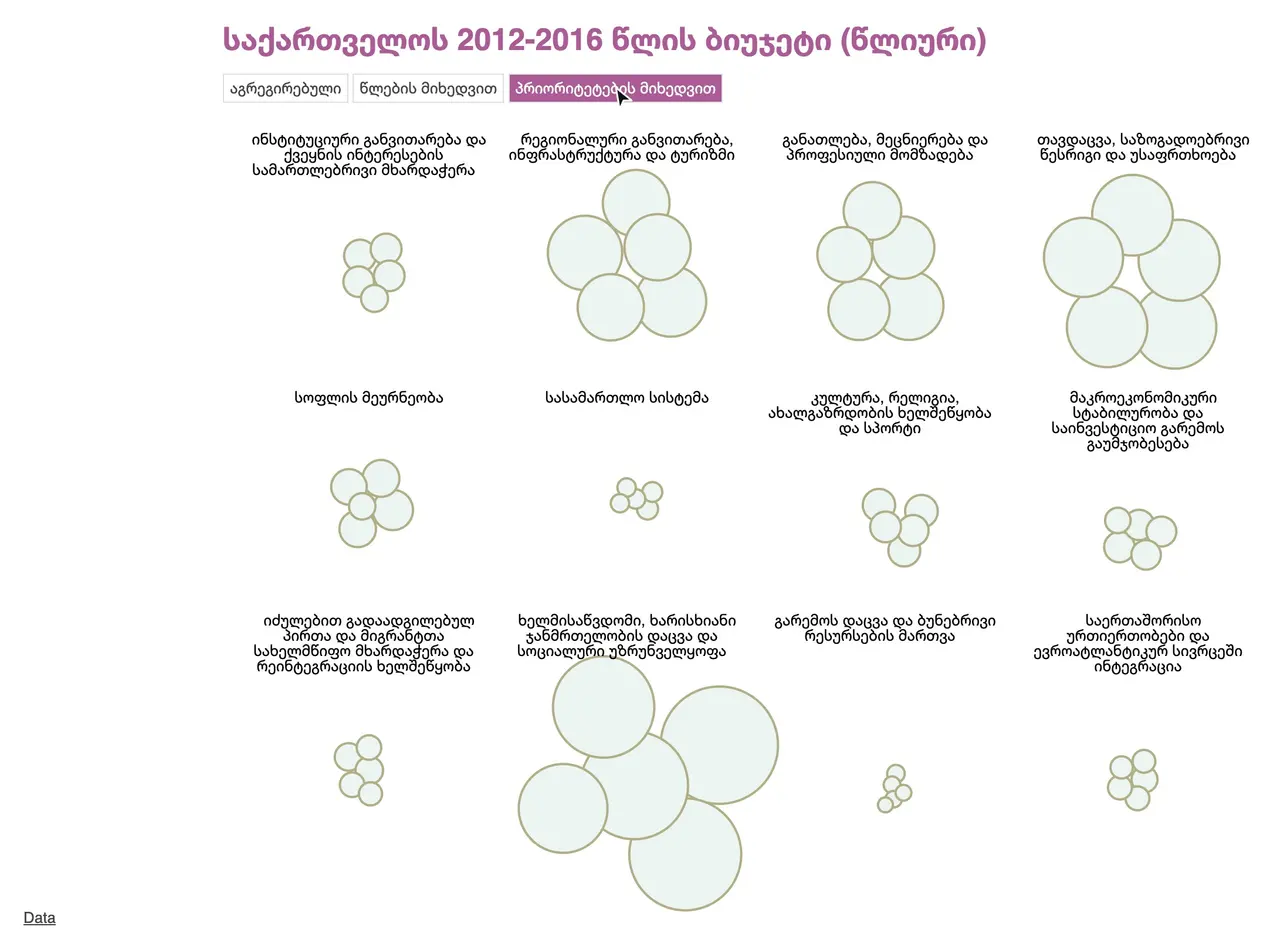 საქართველოს 2012-2016 წლის ბიუჯეტი (წლიური)
აგრეგირებული
წლების მიხედვით
პრიორიტეტების მიხედვით
ინსტიტუციური განვითარება და
ქვეყნის ინტერესების
სამართლებრივი მხარდაჭერა
რეგიონალური განვითარება,
ინფრასტრუქტურა და ტურიზმი
განათლება, მეცნიერება და
პროფესიული მომზადება
თავდაცვა, საზოგადოებრივი
წესრიგი და უსაფრთხოება
სოფლის მეურნეობა
სასამართლო სისტემა
კულტურა, რელიგია,
ახალგაზრდობის ხელშეწყობა
და სპორტი
მაკროეკონომიკური
სტაბილურობა და
საინვესტიციო გარემოს
გაუმჯობესება
იძულებით გადაადგილებულ
პირთა და მიგრანტთა
სახელმწიფო მხარდაჭერა და
რეინტეგრაციის ხელშეწყობა
ხელმისაწვდომი, ხარისხიანი
ჯანმრთელობის დაცვა და
სოციალური უზრუნველყოფა
გარემოს დაცვა და ბუნებრივი
რესურსების მართვა
საერთაშორისო
ურთიერთობები და
ევროატლანტიკურ სივრცეში
ინტეგრაცია
Data